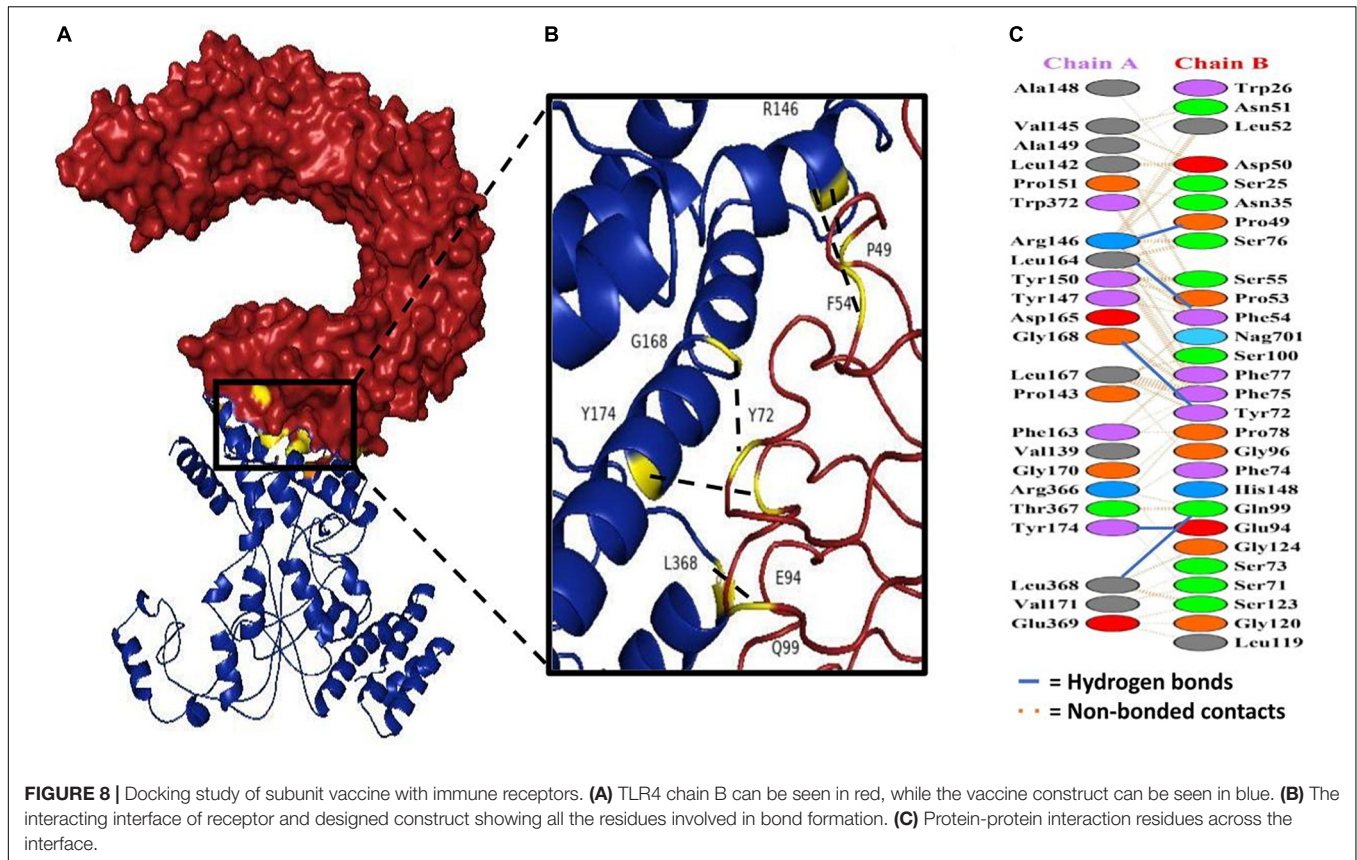 A
B
C
R146
P49
F54
G168
Y174
Y72
L368
E94
Q99
Chain A Chain B
Ala148 Trp26
Asn51
Val145 Leu52
Ala149
Leu142 Asp50
Pro151 Ser25
Trp372 Asn35
Pro49
Arg146 Ser76
Leu164
Tyr150 Ser55
Tyr147 Pro53
Asp165 Phe54
Gly168 Nag701
Ser100
Leu167 Phe77
Pro143 Phe75
Tyr72
Phe163 Pro78
Val139 Gly96
Gly170 Phe74
Arg366 His148
Thr367 Gln99
Tyr174 Glu94
Gly124
Ser73
Leu368 Ser71
Val171 Ser123
Glu369 Gly120
Leu119
= Hydrogen bonds
= Non-bonded contacts
FIGURE 8 | Docking study of subunit vaccine with immune receptors. (A) TLR4 chain B can be seen in red, while the vaccine construct can be seen in blue. (B) The
interacting interface of receptor and designed construct showing all the residues involved in bond formation. (C) Protein-protein interaction residues across the
interface.